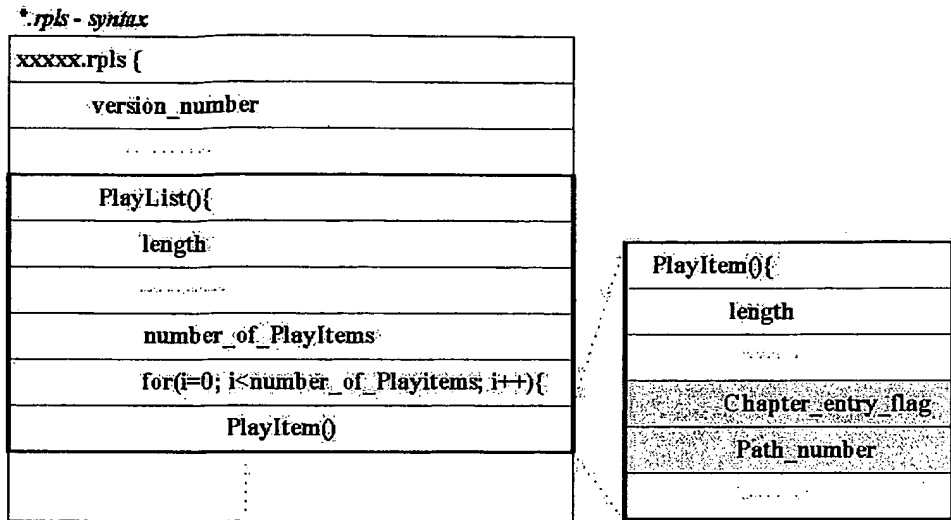 *.rpls - syntax
xxxxx.rpls {
version_number
PlayList(){
length
number_of_PlayItems
for(i=0; i<number_of_Playitems; i++){
PlayItem()
PlayItem(){
length
Chapter_entry_flag
Path_number